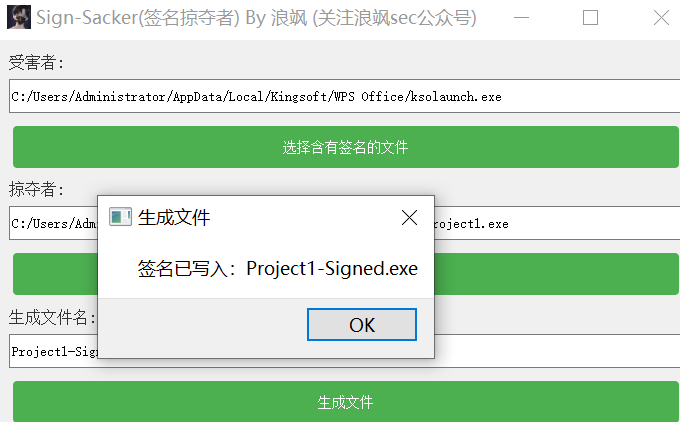 Sign-Sacker(签名掠夺者) By 浪飒 (关注浪飒sec公众号)
受害者:
C:/Users/Administrator/AppData/Local/Kingsoft/WPS Office/ksolaunch.exe
选择含有签名的文件
掠夺者:
C:/Users/Adm roject1.exe
生成文件
签名已写入：Project1-Signed.exe
OK
生成文件名:
Project1-Sig
生成文件